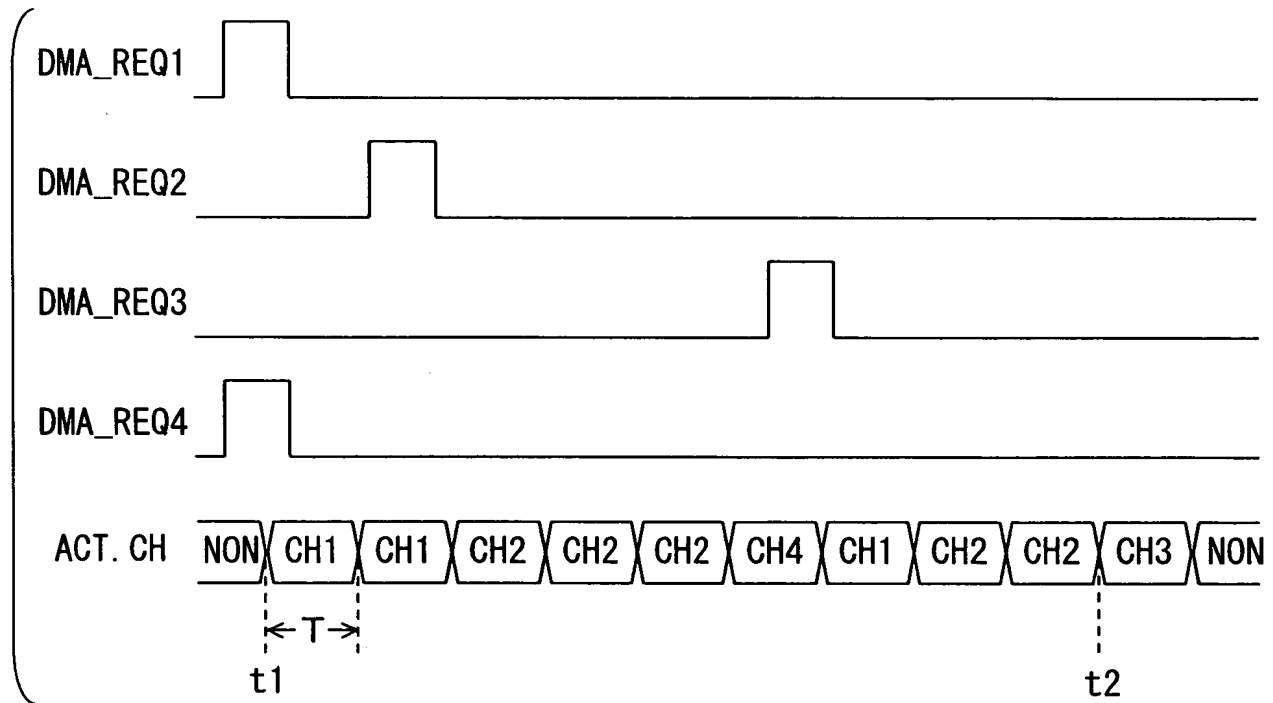 DMA_REQ1
DMA_REQ2
DMA_REQ3
DMA_REQ4
ACT. CH NON CH1 CH1 CH2 CH2 CH2 CH4 CH1 CH2 CH2 CH3 NON
T
t1 t2